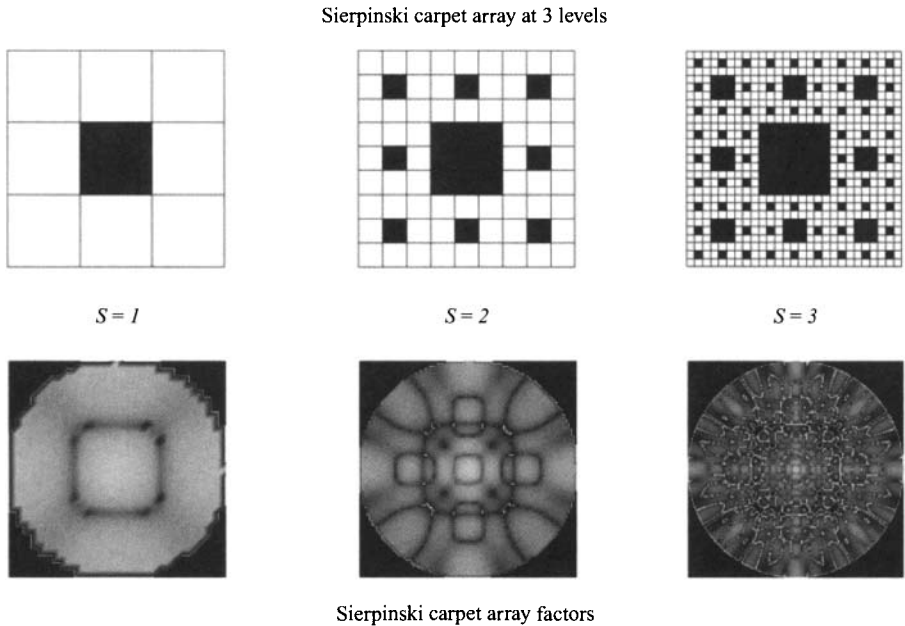 Sierpinski carpet array at 3 levels
S = 1
S = 2
S = 3
Sierpinski carpet array factors